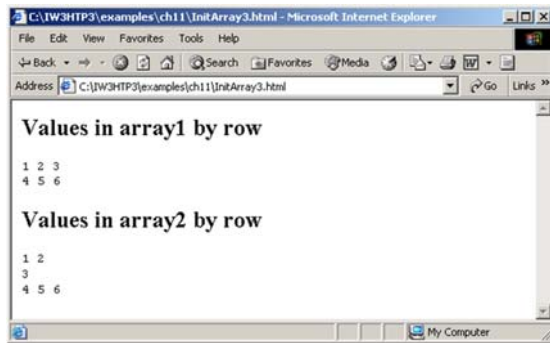 C:\IW3HTP3\examples\ch11\InitArray3.html - Microsoft Internet Explorer
File Edit View Favorites Tools Help
Back Search Favorites Media
Address C:\IW3HTP3\examples\ch11\InitArray3.html Go Links »
Values in array1 by row
1 2 3
4 5 6
Values in array2 by row
1 2
3
4 5 6
My Computer